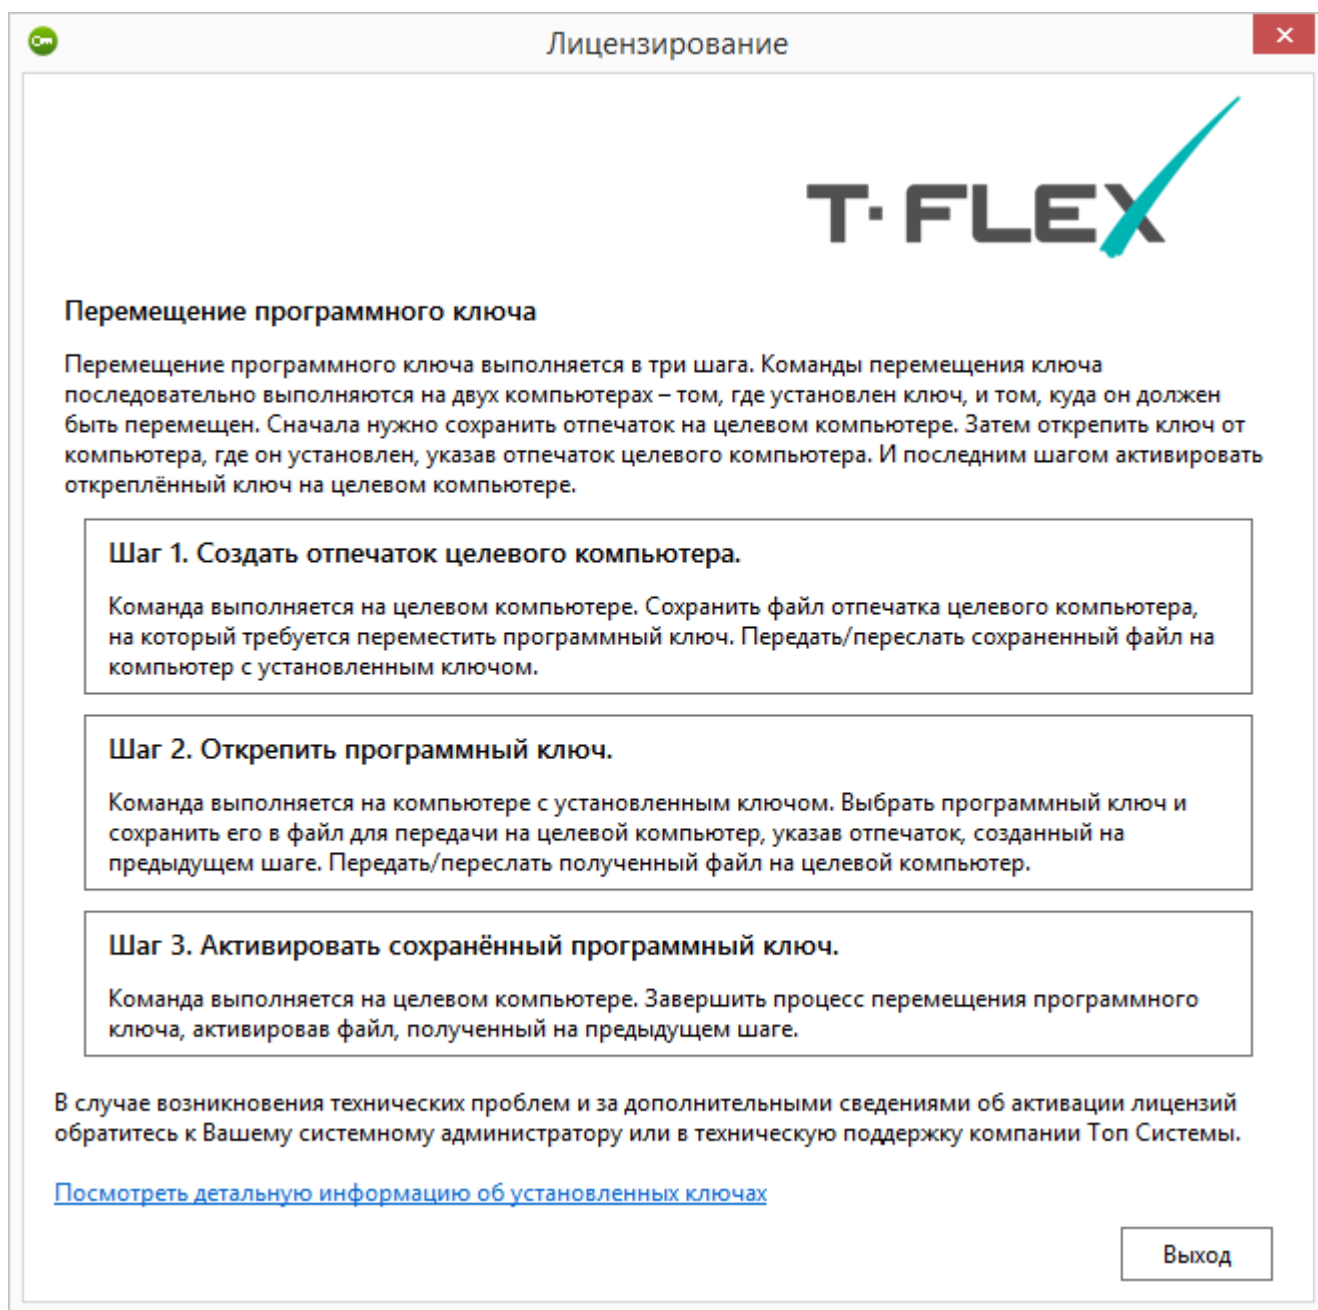 Лицензирование
T·FLEX
Перемещение программного ключа
Перемещение программного ключа выполняется в три шага. Команды перемещения ключа
последовательно выполняются на двух компьютерах – том, где установлен ключ, и том, куда он должен
быть перемещен. Сначала нужно сохранить отпечаток на целевом компьютере. Затем открепить ключ от
компьютера, где он установлен, указав отпечаток целевого компьютера. И последним шагом активировать
откреплённый ключ на целевом компьютере.
Шаг 1. Создать отпечаток целевого компьютера.
Команда выполняется на целевом компьютере. Сохранить файл отпечатка целевого компьютера,
на который требуется переместить программный ключ. Передать/переслать сохраненный файл на
компьютер с установленным ключом.
Шаг 2. Открепить программный ключ.
Команда выполняется на компьютере с установленным ключом. Выбрать программный ключ и
сохранить его в файл для передачи на целевой компьютер, указав отпечаток, созданный на
предыдущем шаге. Передать/переслать полученный файл на целевой компьютер.
Шаг 3. Активировать сохранённый программный ключ.
Команда выполняется на целевом компьютере. Завершить процесс перемещения программного
ключа, активировав файл, полученный на предыдущем шаге.
В случае возникновения технических проблем и за дополнительными сведениями об активации лицензий
обратитесь к Вашему системному администратору или в техническую поддержку компании Топ Системы.
Посмотреть детальную информацию об установленных ключах
Выход